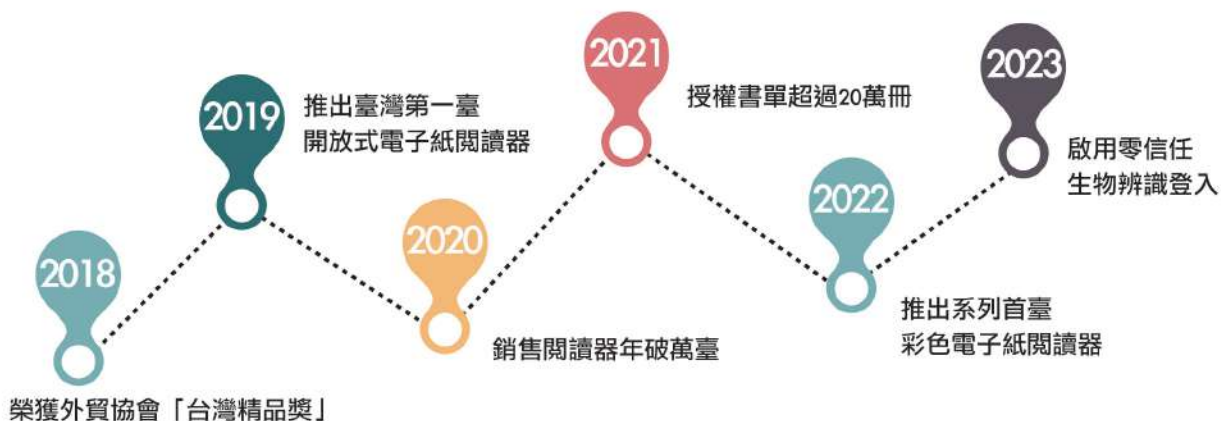 2018
榮獲外貿協會「台灣精品獎」
2019
推出臺灣第一臺
開放式電子紙閱讀器
2020
銷售閱讀器年破萬臺
2021
授權書單超過20萬冊
2022
推出系列首臺
彩色電子紙閱讀器
2023
啟用零信任
生物辨識登入